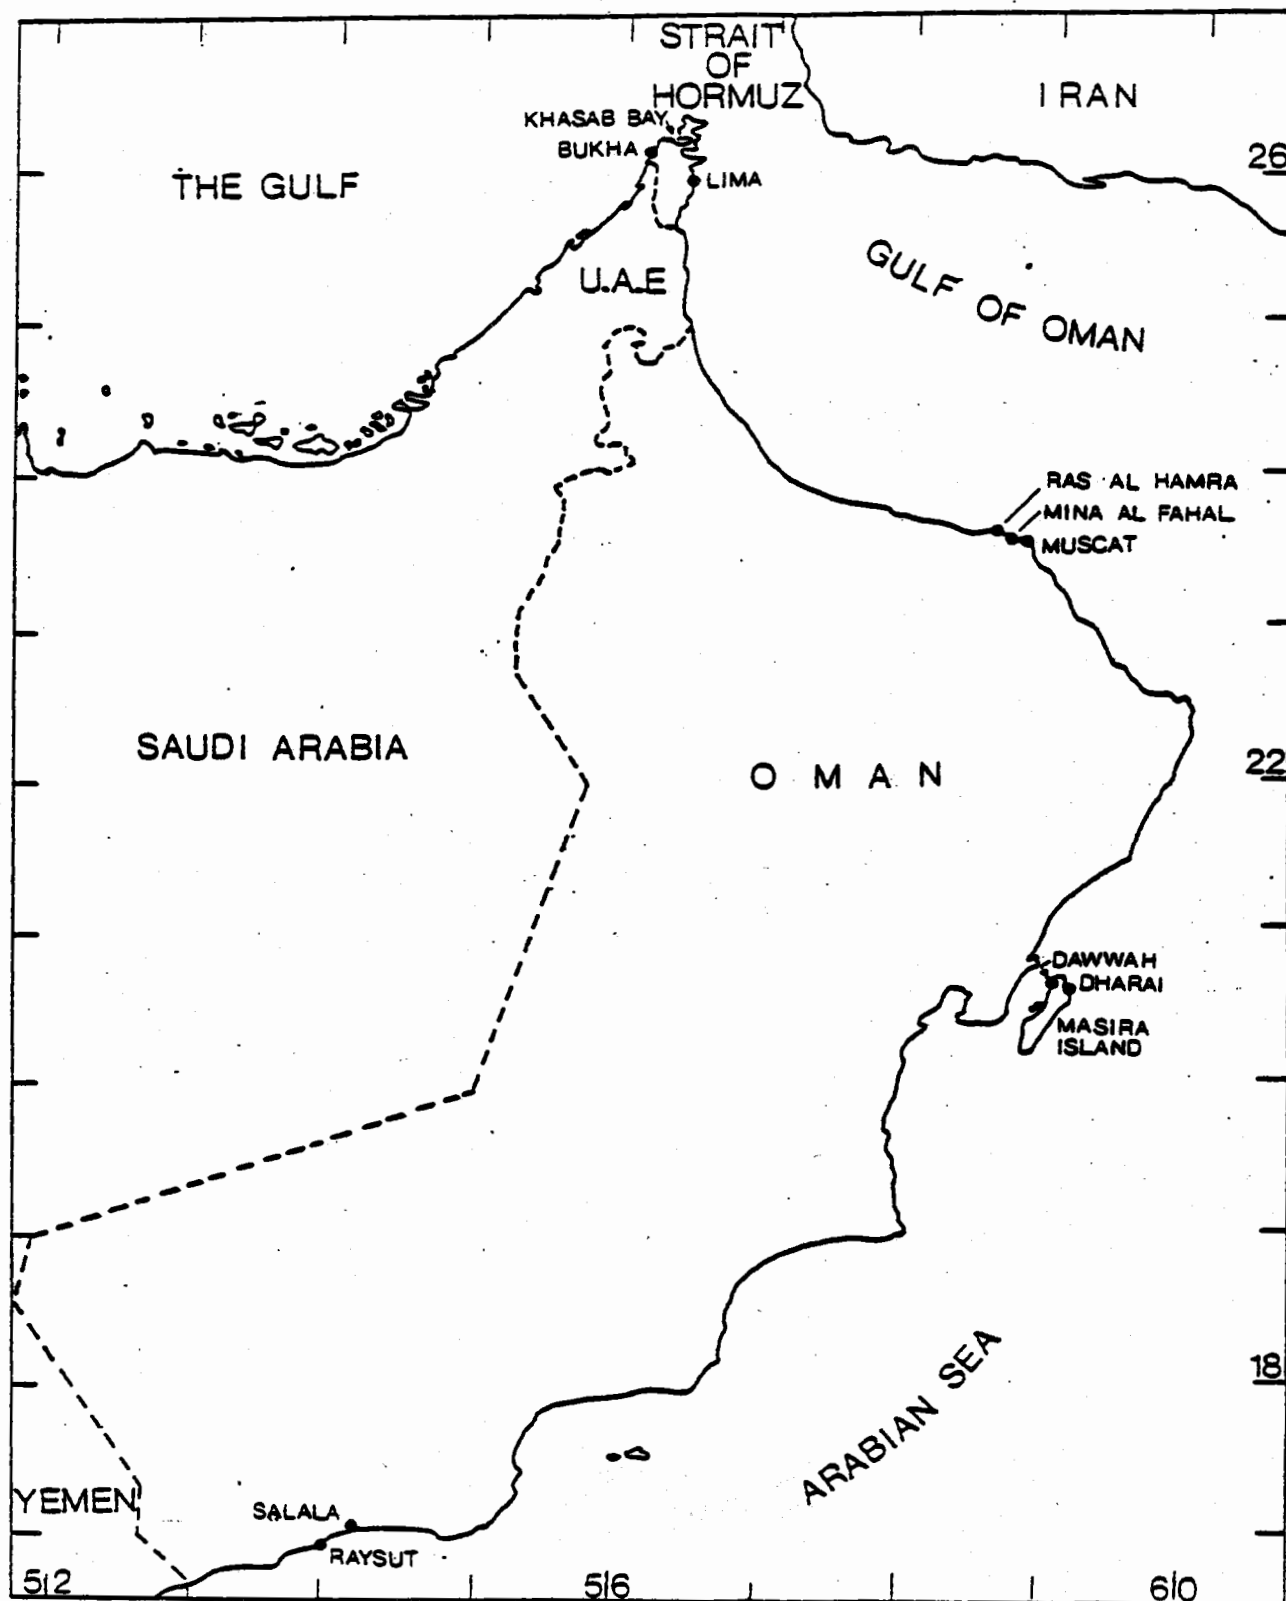 STRAIT
OF
HORMUZ
IRAN
KHASAB BAY
BUKHA
26
THE GULF
LIMA
GULF OF OMAN
U.A.E
RAS AL HAMRA
MINA AL FAHAL
MUSCAT
SAUDI ARABIA
OMAN
22
DAWWAH
DHARAI
MASIRA
ISLAND
ARABIAN SEA
18
YEMEN
SALALA
RAYSUT
52
56
60